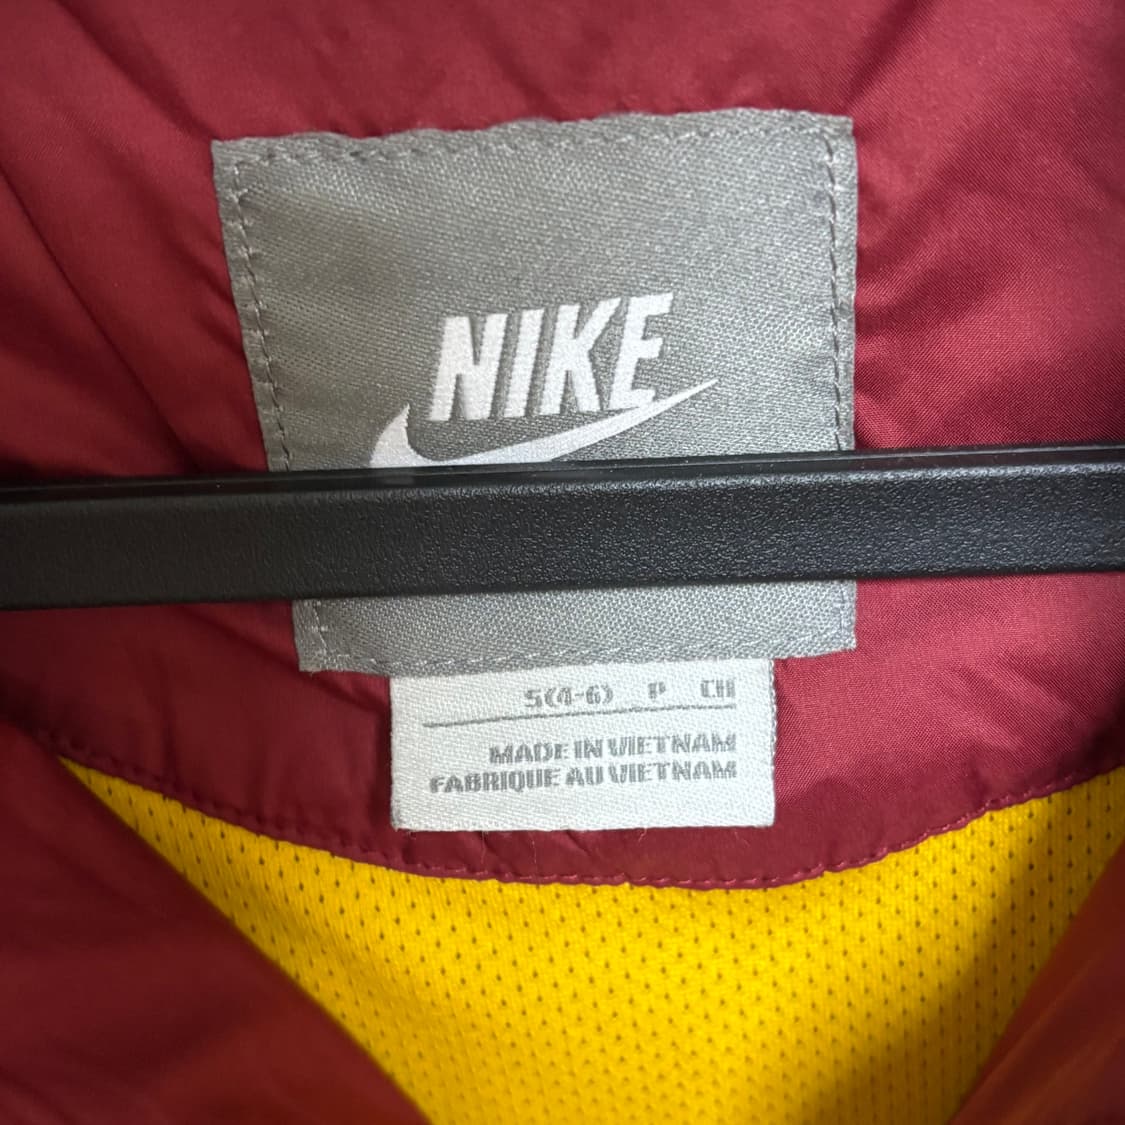 NIKE
S(4-6) P CH
MADE IN VIETNAM
FABRIQUE AU VIETNAM